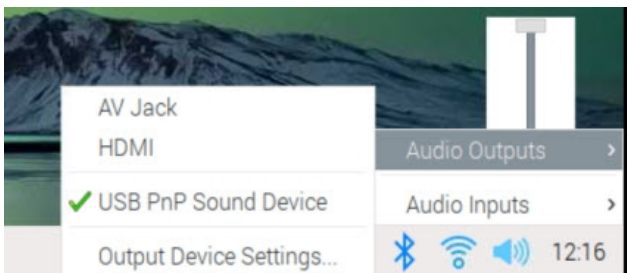 AV Jack
HDMI
USB PnP Sound Device
Output Device Settings...
Audio Outputs
Audio Inputs
12:16